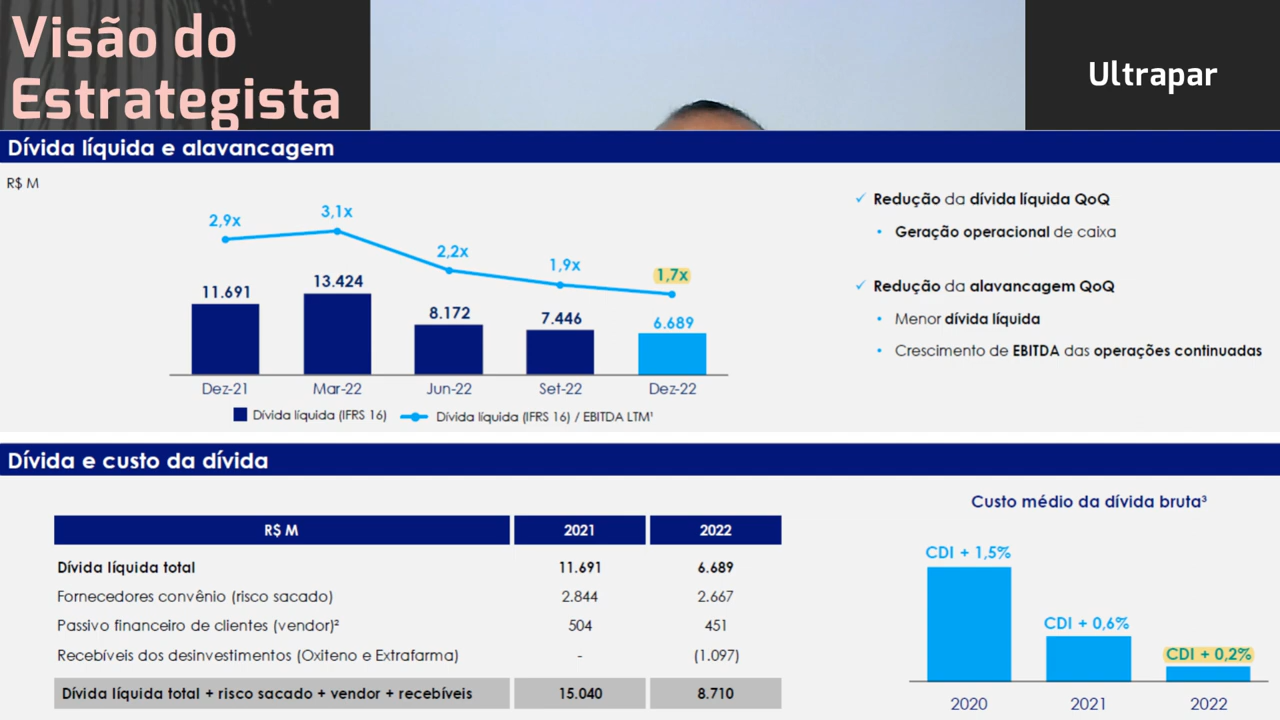 Visão do
Estrategista
Ultrapar
Dívida líquida e alavancagem
R$ M
2,9x
3,1x
2,2x
1,9x
1,7x
11.691
13.424
8.172
7.446
6.689
Dez-21
Mar-22
Jun-22
Set-22
Dez-22
Dívida líquida (IFRS 16)
Dívida líquida (IFRS 16) / EBITDA LTM¹
✓ Redução da dívida líquida QoQ
• Geração operacional de caixa
✓ Redução da alavancagem QoQ
• Menor dívida líquida
• Crescimento de EBITDA das operações continuadas
Dívida e custo da dívida
R$ M 2021 2022
Dívida líquida total 11.691 6.689
Fornecedores convênio (risco sacado) 2.844 2.667
Passivo financeiro de clientes (vendor)² 504 451
Recebíveis dos desinvestimentos (Oxiteno e Extrafarma) - (1.097)
Dívida líquida total + risco sacado + vendor + recebíveis 15.040 8.710
Custo médio da dívida bruta³
CDI + 1,5%
CDI + 0,6%
CDI + 0,2%
2020
2021
2022